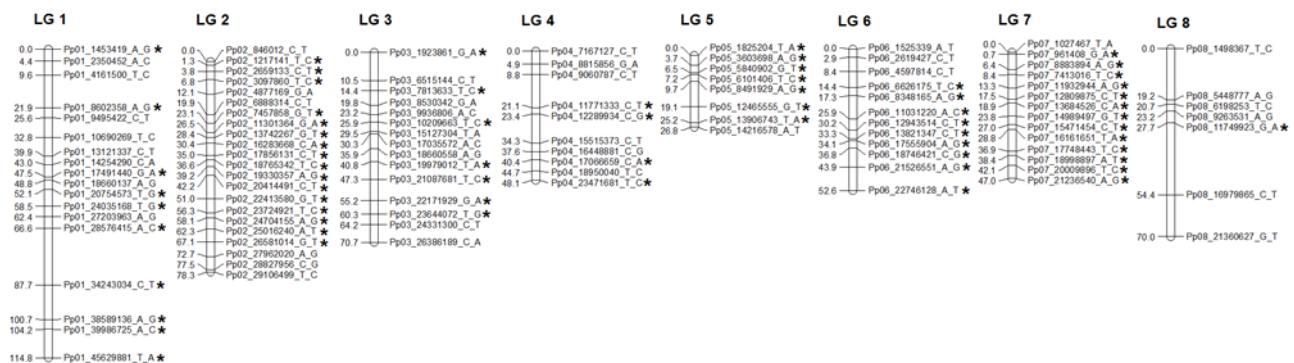 LG 1
0.0 Pp01_1453419_A_G*
4.4 Pp01_2350452_A_C
9.6 Pp01_4161500_T_C
21.9 Pp01_8602358_A_G*
25.6 Pp01_9495422_C_T
32.8 Pp01_10690269_T_C
39.9 Pp01_13121337_C_T
43.0 Pp01_14254290_C_A
47.5 Pp01_17491440_G_A*
48.8 Pp01_18660137_A_G
52.1 Pp01_20754573_T_G*
58.5 Pp01_24035168_T_G*
62.4 Pp01_27203963_A_G
66.6 Pp01_28576415_A_C*
87.7 Pp01_34243034_C_T*
100.7 Pp01_38589136_A_G*
104.2 Pp01_39986725_A_C*
114.8 Pp01_45629881_T_A*
LG 2
0.0 Pp02_846012_C_T
1.3 Pp02_1217141_T_C*
3.8 Pp02_2659133_C_T*
6.8 Pp02_3097860_T_C*
12.1 Pp02_4877169_G_A
19.9 Pp02_6888314_C_T
23.1 Pp02_7457858_G_T*
26.5 Pp02_11301364_G_A*
28.4 Pp02_13742267_G_T*
30.4 Pp02_16283668_C_A*
35.0 Pp02_17856131_C_T*
36.6 Pp02_18765342_T_C*
39.2 Pp02_19330357_A_G*
42.2 Pp02_20414491_C_T*
51.0 Pp02_22413580_G_T*
56.3 Pp02_23724921_T_C*
58.1 Pp02_24704155_A_G*
62.3 Pp02_25016240_A_T*
67.1 Pp02_26581014_G_T*
72.7 Pp02_27962020_A_G
77.5 Pp02_28827956_C_G
78.3 Pp02_29106499_T_C
LG 3
0.0 Pp03_1923861_G_A*
10.5 Pp03_6515144_C_T
14.4 Pp03_7813633_T_C*
19.8 Pp03_8530342_G_A
23.2 Pp03_9936806_A_C
25.9 Pp03_10209663_T_C*
29.5 Pp03_15127304_T_A
30.3 Pp03_17035572_A_C
35.9 Pp03_18660558_A_G
40.8 Pp03_19979012_T_A*
47.3 Pp03_21087681_T_C*
55.2 Pp03_22171929_G_A*
60.3 Pp03_23644072_T_G*
64.2 Pp03_24331300_C_T
70.7 Pp03_26386189_C_A
LG 4
0.0 Pp04_7167127_C_T
4.9 Pp04_8815856_G_A
8.8 Pp04_9060787_C_T
21.1 Pp04_11771333_C_T*
23.4 Pp04_12289934_C_G*
34.3 Pp04_15515373_C_T
37.6 Pp04_16448881_C_G
40.4 Pp04_17066659_C_A*
44.7 Pp04_18950040_T_C
48.1 Pp04_23471681_T_C*
LG 5
0.0 Pp05_1825204_T_A*
3.7 Pp05_3603698_A_G*
6.5 Pp05_5840902_G_T*
7.2 Pp05_6101406_T_C*
9.7 Pp05_8491929_A_G*
19.1 Pp05_12465555_G_T*
25.2 Pp05_13906743_T_A*
26.8 Pp05_14216578_A_T
LG 6
0.0 Pp06_1525339_A_T
2.9 Pp06_2619427_C_T
8.4 Pp06_4597814_C_T
14.4 Pp06_6626175_T_C*
17.3 Pp06_8348165_A_G*
25.9 Pp06_11031220_A_C*
30.2 Pp06_12943514_C_T*
33.3 Pp06_13821347_C_T*
34.1 Pp06_17555904_A_G*
36.8 Pp06_18746421_C_G*
43.9 Pp06_21526551_A_G*
52.6 Pp06_22746128_A_T*
LG 7
0.0 Pp07_1027467_T_A
0.7 Pp07_961408_G_A*
6.4 Pp07_8883894_A_G*
8.4 Pp07_7413016_T_C*
13.3 Pp07_11932944_A_G*
17.5 Pp07_12809875_C_T*
18.9 Pp07_13684526_C_A*
23.8 Pp07_14989497_G_T*
27.0 Pp07_15471454_C_T*
28.8 Pp07_16161651_T_A*
36.9 Pp07_17748443_T_C*
38.4 Pp07_18998897_A_T*
42.1 Pp07_20009896_T_C*
47.0 Pp07_21236540_A_G*
LG 8
0.0 Pp08_1498367_T_C
19.2 Pp08_5448777_A_G
20.7 Pp08_6198253_T_C
23.2 Pp08_9263531_A_G
27.7 Pp08_11749923_G_A*
54.4 Pp08_16979865_C_T
70.0 Pp08_21360627_G_T